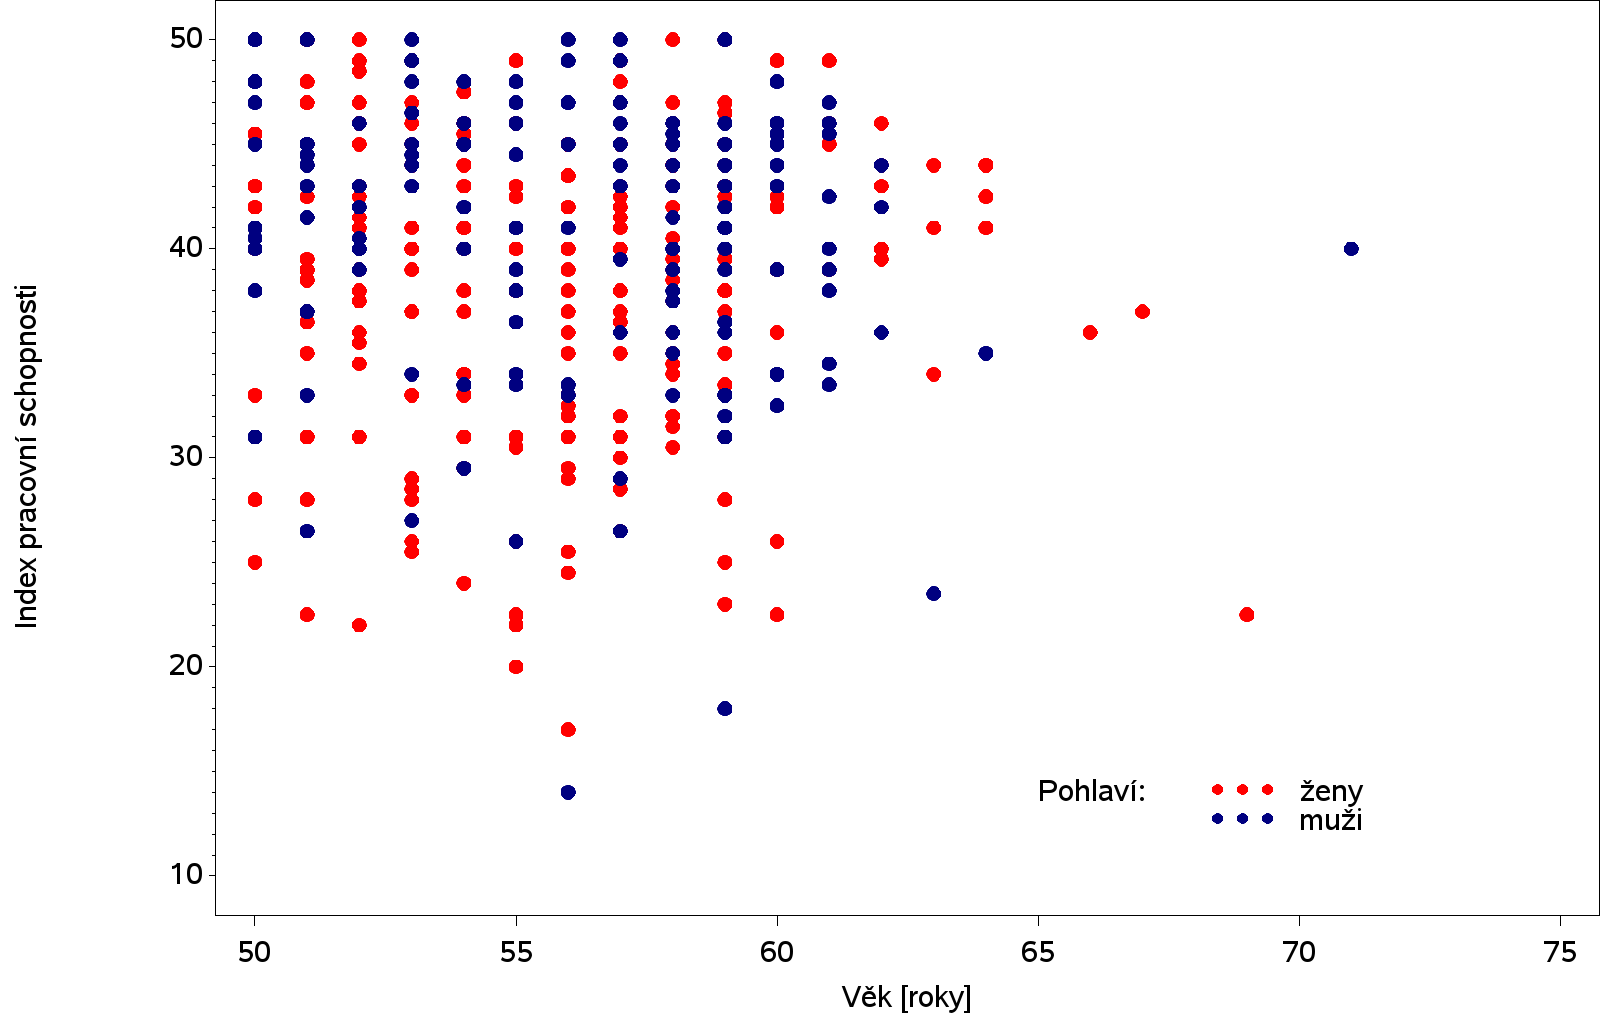 50
40
30
20
10
Index pracovní schopnosti
50 55 60 65 70 75
Věk [roky]
Pohlaví: ženy
muži